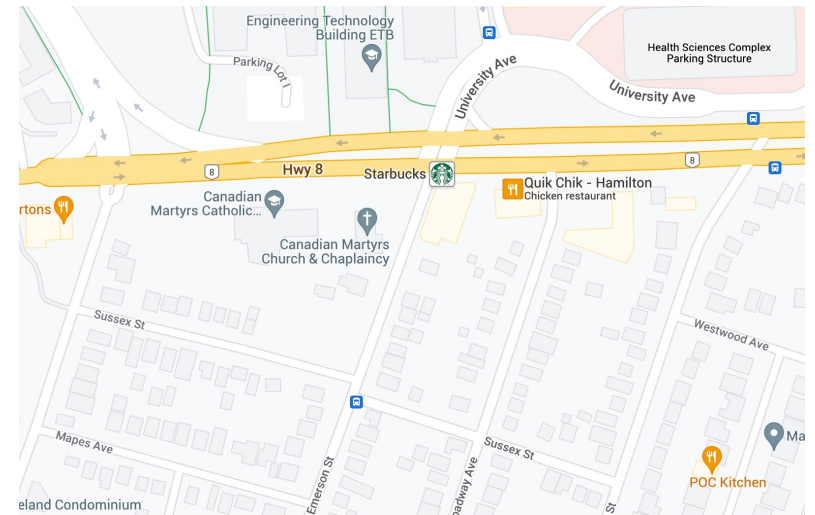 Engineering Technology
Building ETB
Health Sciences Complex
Parking Structure
Parking Lot I
University Ave
University Ave
8
Hwy 8
Starbucks
8
Quik Chik - Hamilton
Chicken restaurant
Canadian
Martyrs Catholic...
rtons
Canadian Martyrs
Church & Chaplaincy
Sussex St
Westwood Ave
Mapes Ave
Sussex St
Ma
POC Kitchen
Emerson St
oadway Ave
St
eland Condominium